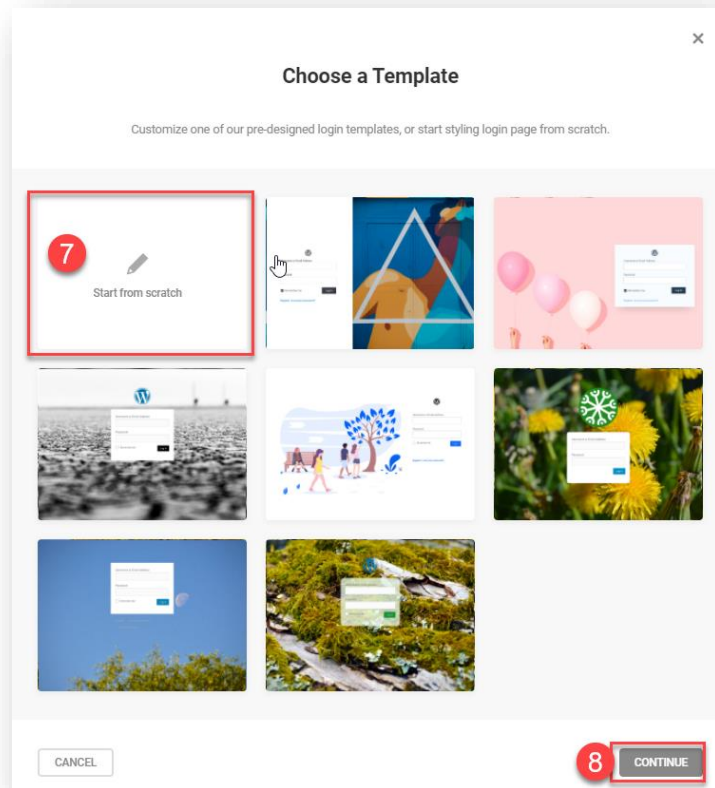 ×
Choose a Template
Customize one of our pre-designed login templates, or start styling login page from scratch.
7
Start from scratch
CANCEL
8
CONTINUE